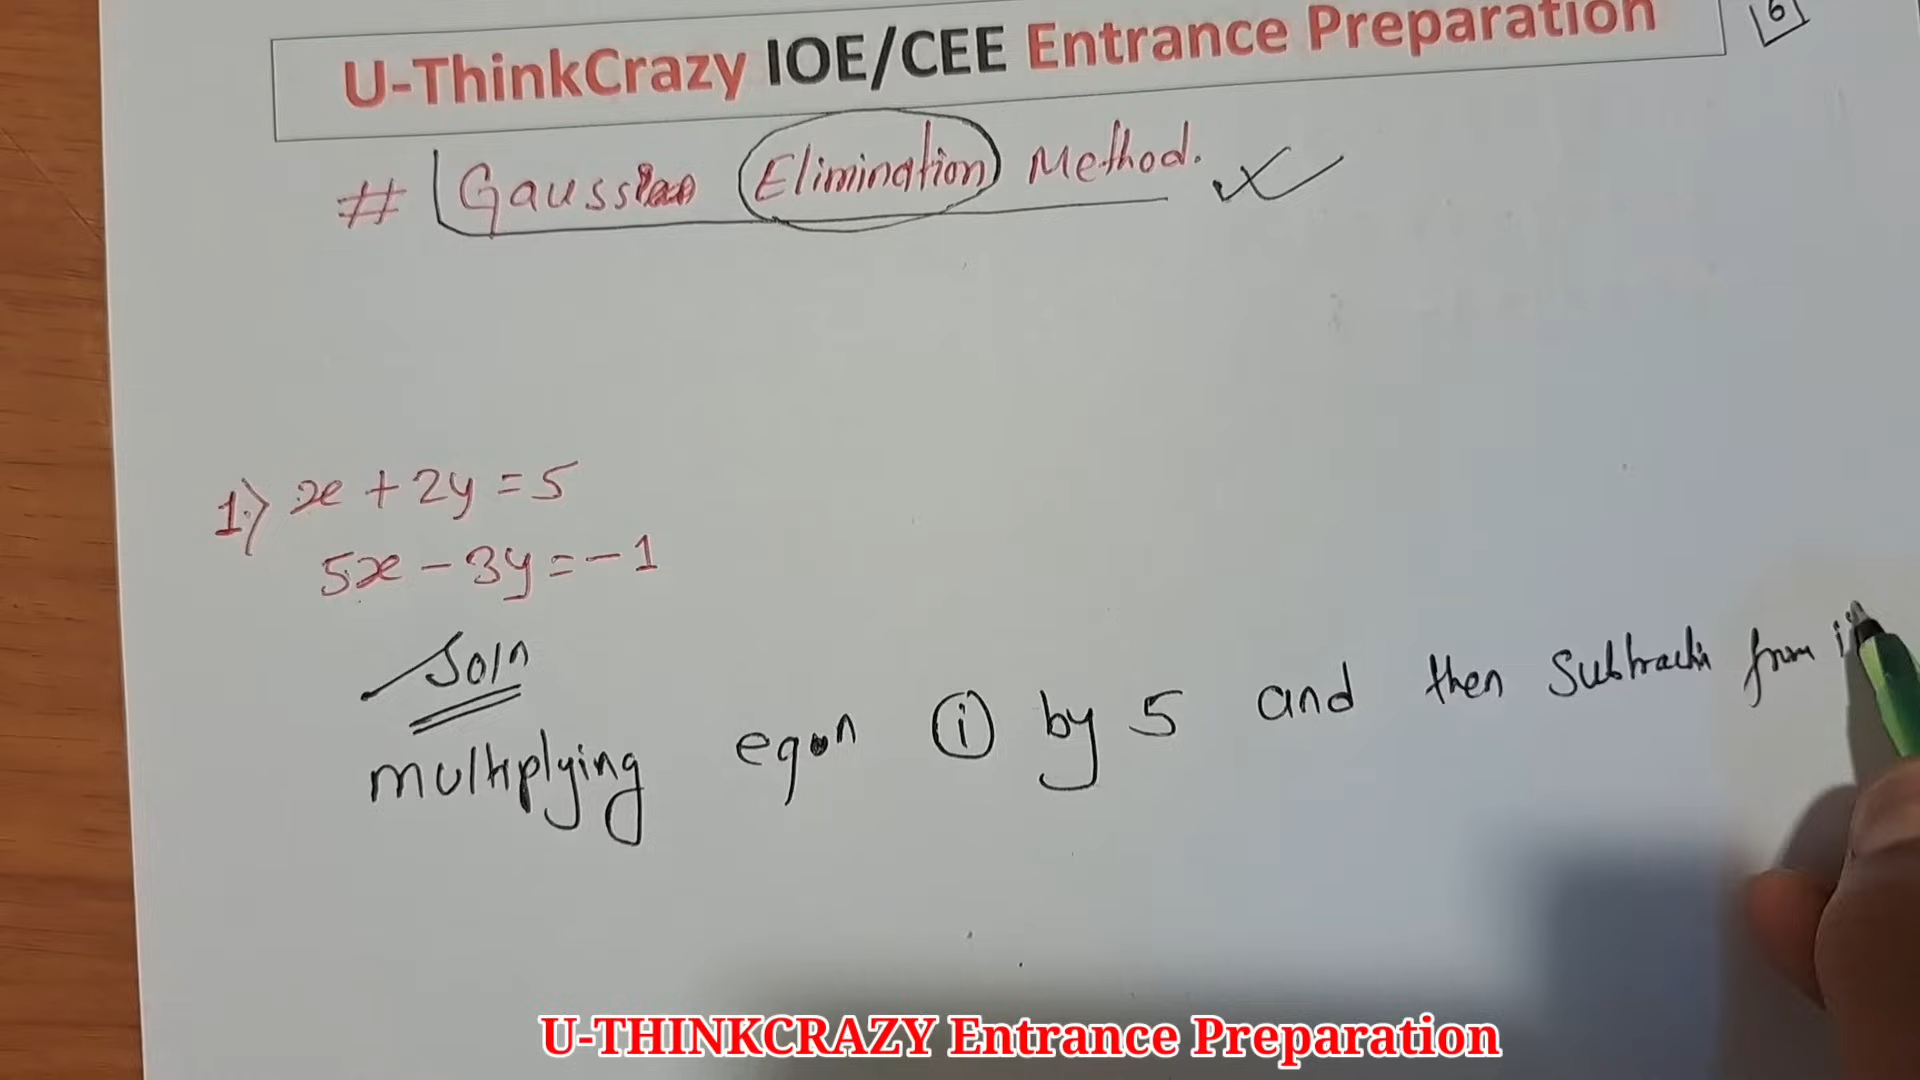 U-ThinkCrazy IOE/CEE Entrance Preparation
6
# Gaussian Elimination Method.
1.) x + 2y = 5
5x - 3y = -1
Soln
multiplying eqn (i) by 5 and then subtractin from
U-THINKCRAZY Entrance Preparation